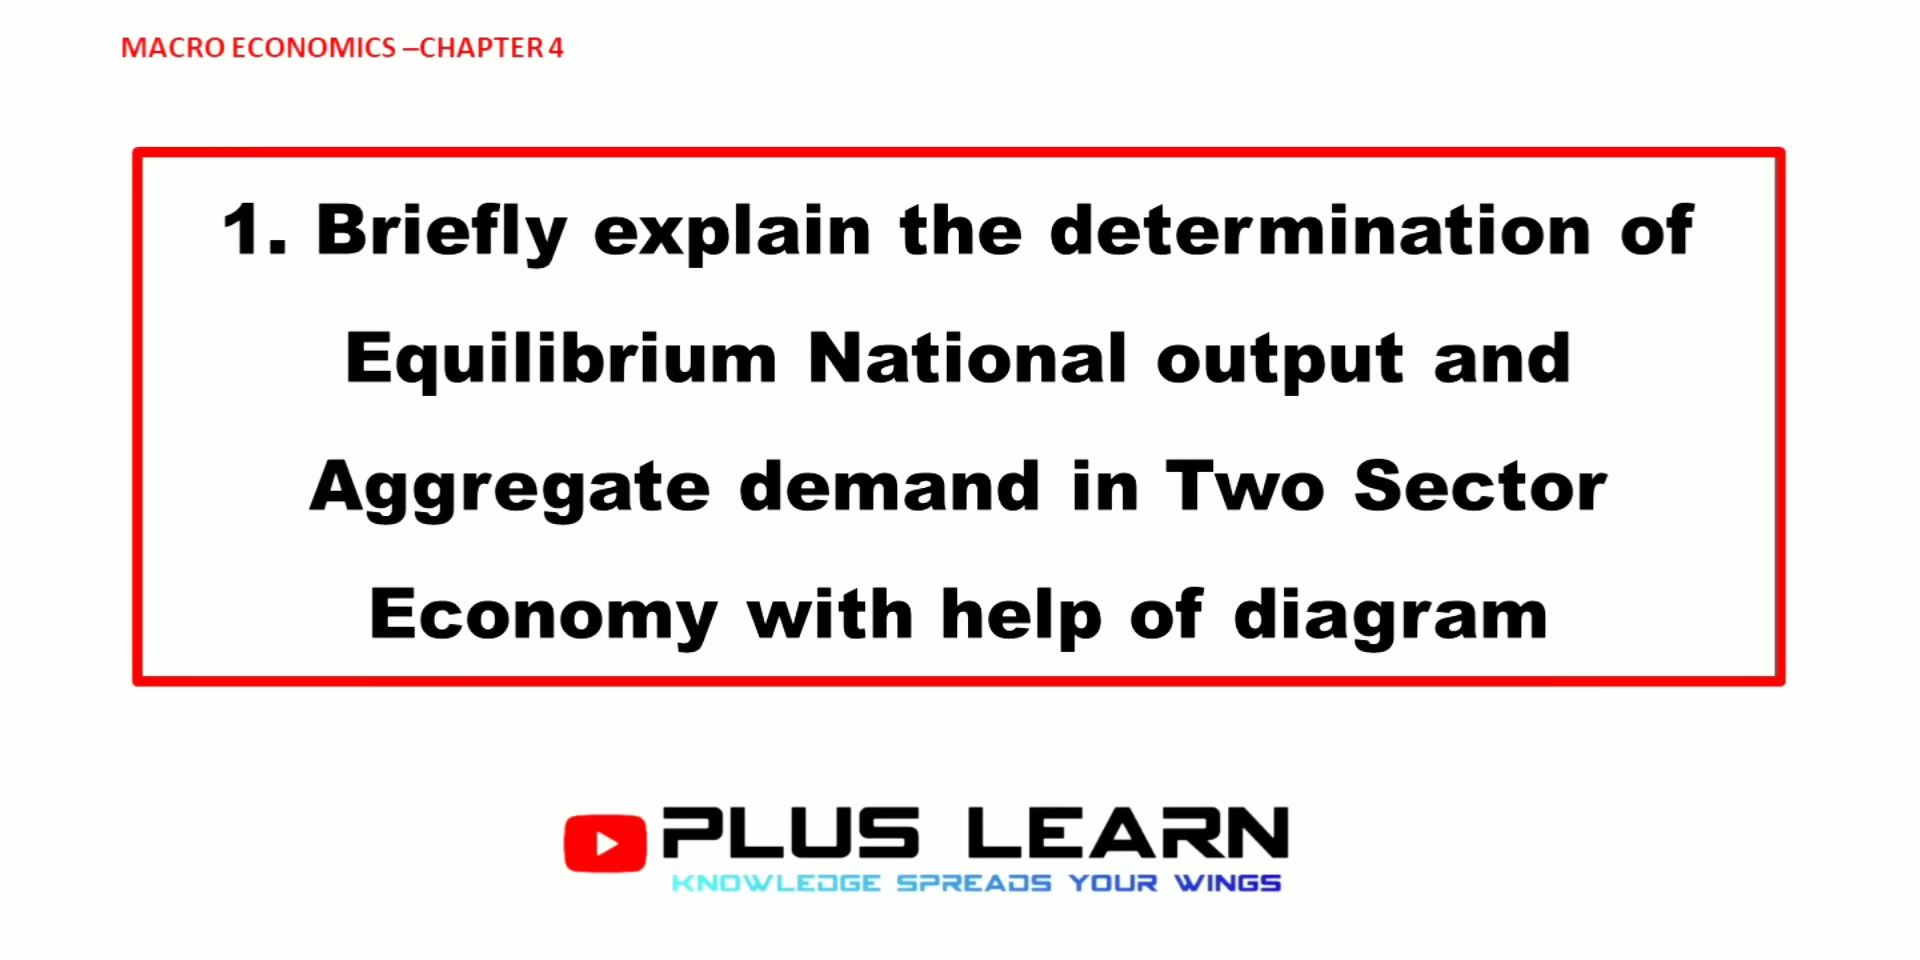 MACRO ECONOMICS –CHAPTER 4
1. Briefly explain the determination of
Equilibrium National output and
Aggregate demand in Two Sector
Economy with help of diagram
PLUS LEARN
KNOWLEDGE SPREADS YOUR WINGS